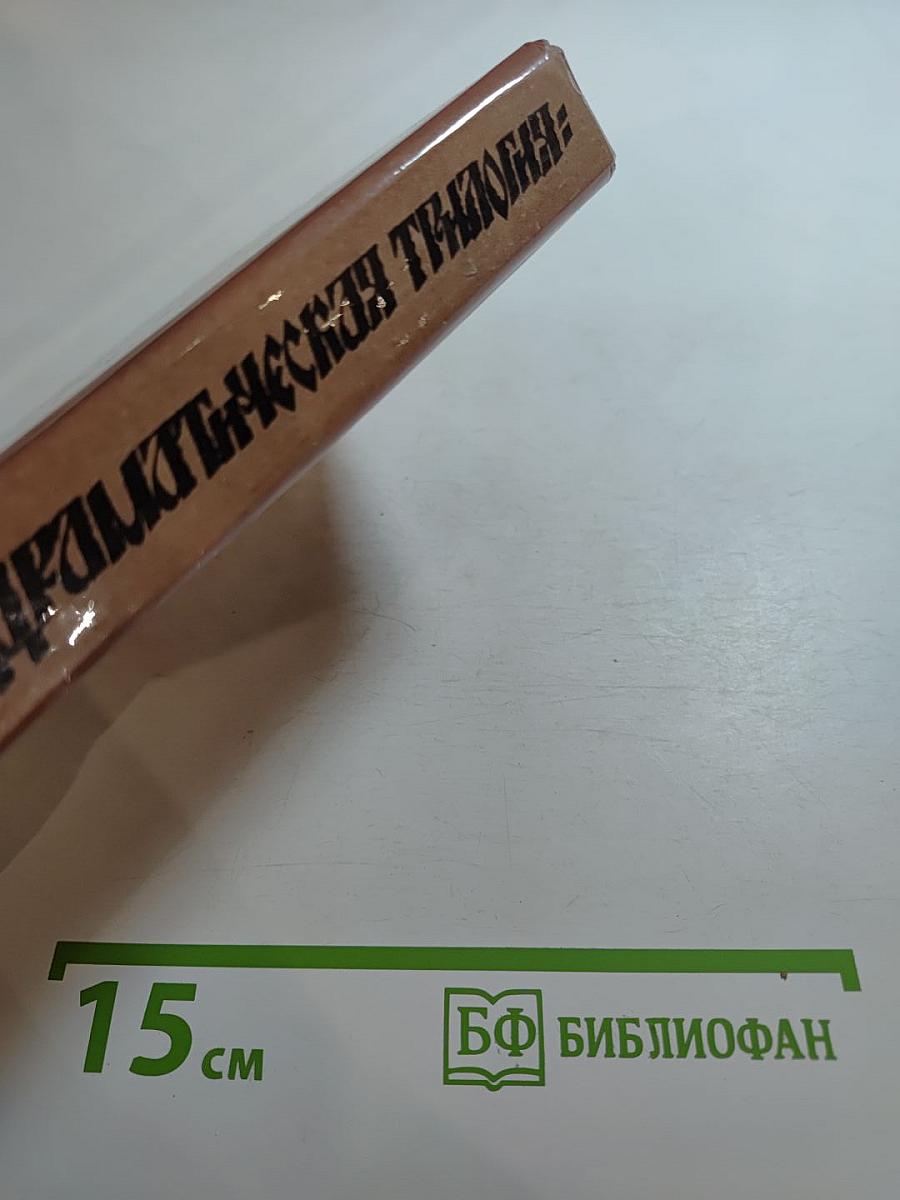 ДРАМАТИЧЕСКАЯ ТРИЛОГИЯ:
15 см
БФ БИБЛИОФАН